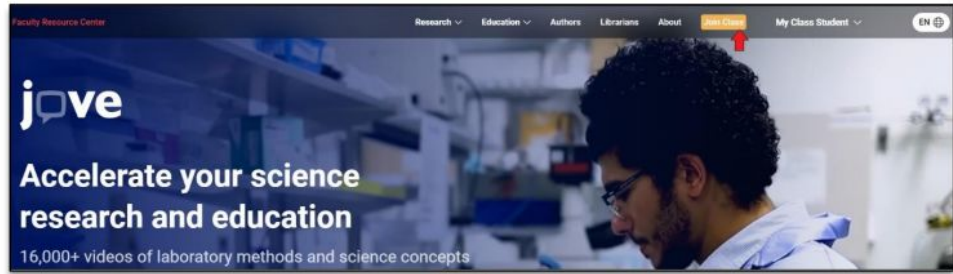 Faculty Resource Center
Research Education Authors Librarians About Join Class My Class Student EN
jove
Accelerate your science
research and education
16,000+ videos of laboratory methods and science concepts